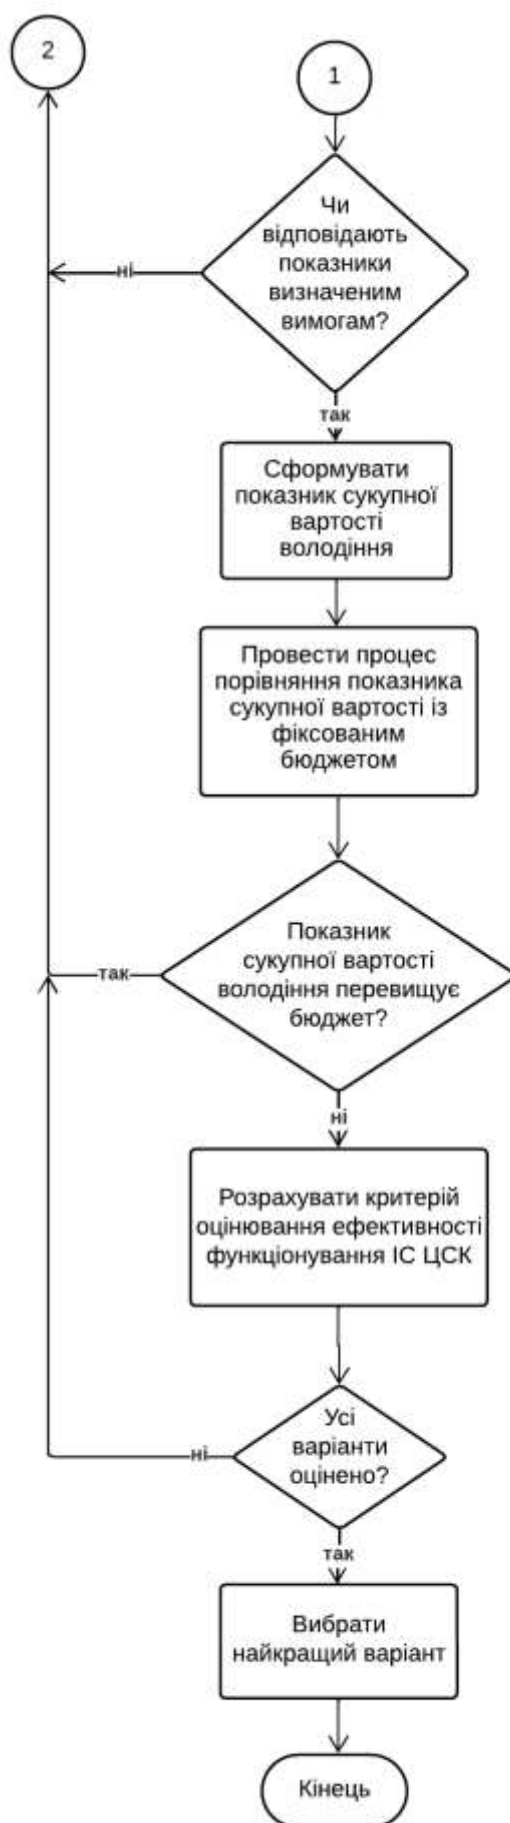 2
1
Чи
відповідають
показники
визначеним
вимогам?
ні
так
Сформувати
показник сукупної
вартості
володіння
Провести процес
порівняння показника
сукупної вартості із
фіксованим
бюджетом
Показник
сукупної вартості
володіння перевищує
бюджет?
так
ні
Розрахувати критерій
оцінювання ефективності
функціонування ІС ЦСК
Усі
варіанти
оцінено?
ні
так
Вибрати
найкращий варіант
Кінець